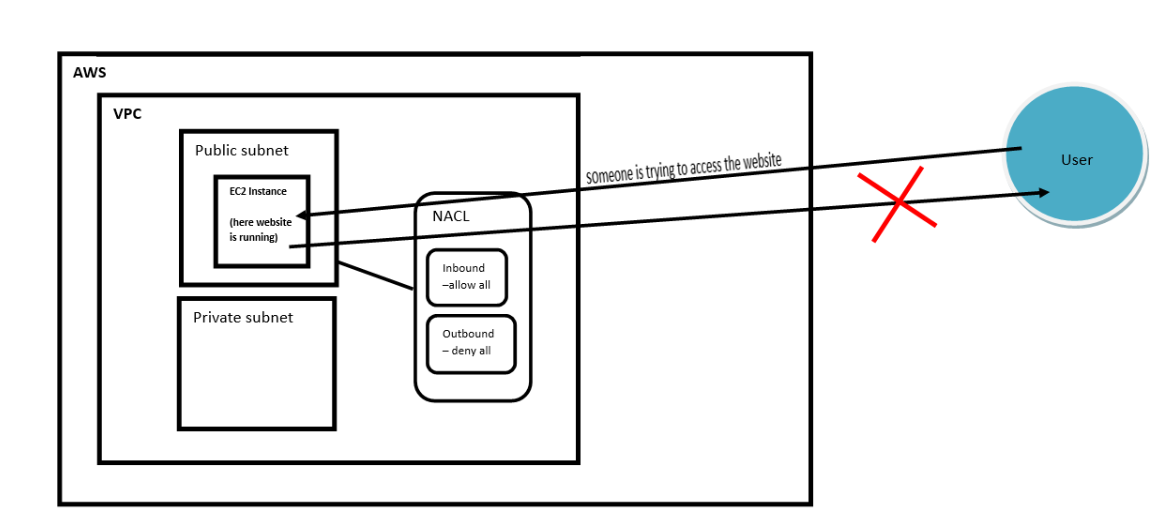 AWS
VPC
Public subnet
EC2 Instance
(here website
is running)
Private subnet
NACL
Inbound
–allow all
Outbound
– deny all
someone is trying to access the website
User